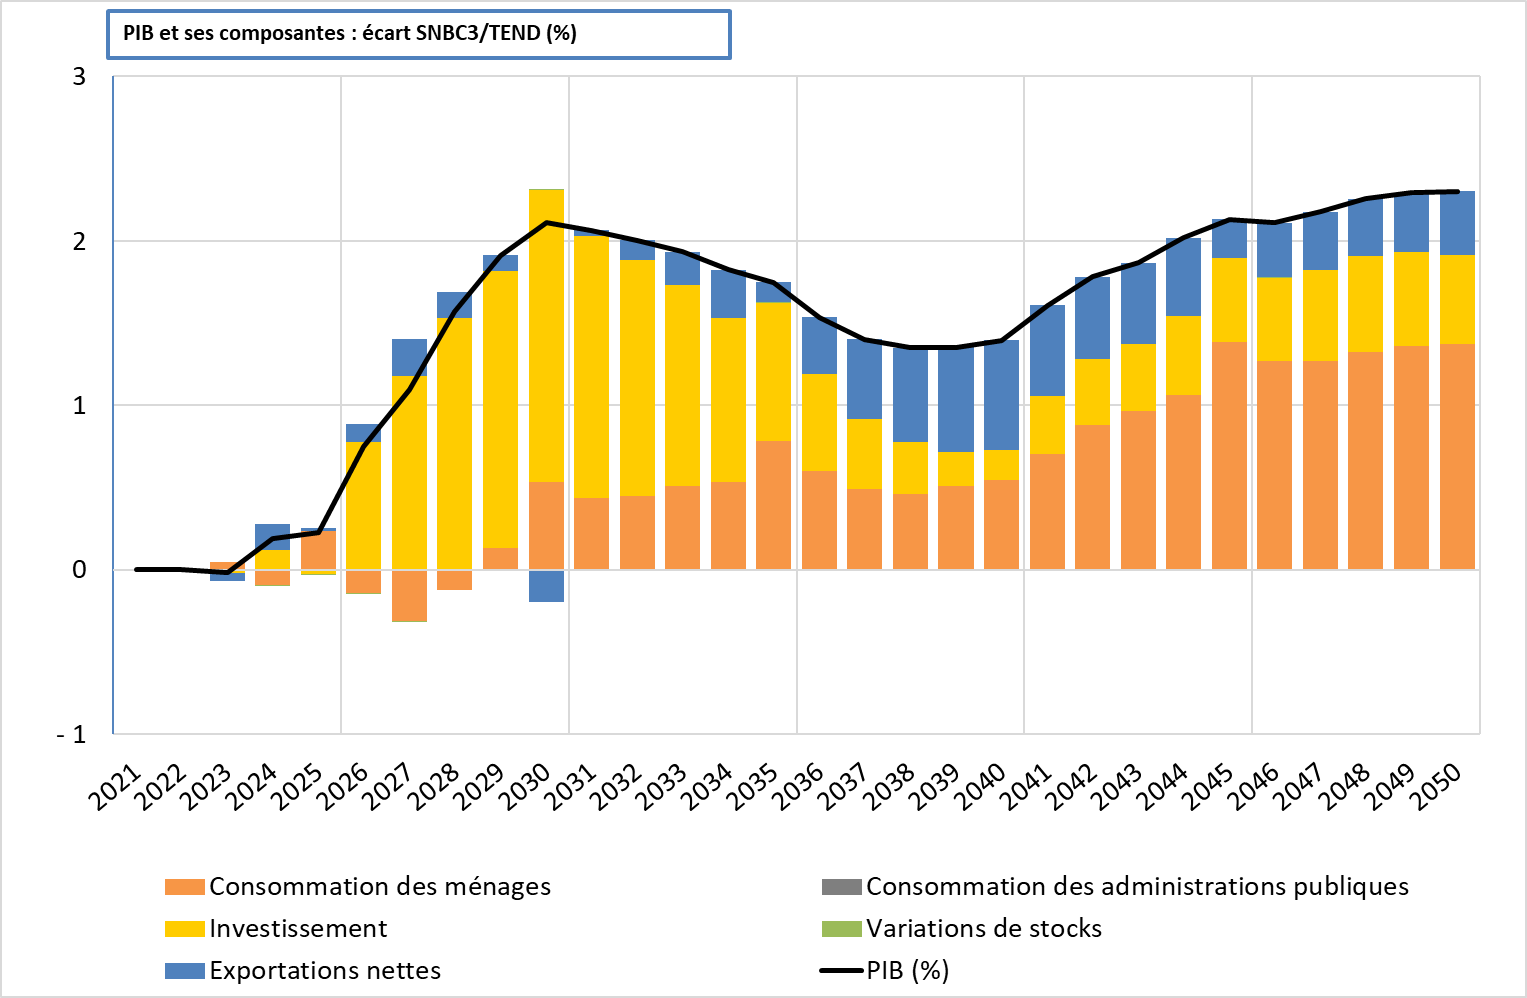 PIB et ses composantes : écart SNBC3/TEND (%)
3
2
1
0
- 1
2021 2022 2023 2024 2025 2026 2027 2028 2029 2030 2031 2032 2033 2034 2035 2036 2037 2038 2039 2040 2041 2042 2043 2044 2045 2046 2047 2048 2049 2050
Consommation des ménages
Consommation des administrations publiques
Investissement
Variations de stocks
Exportations nettes
PIB (%)